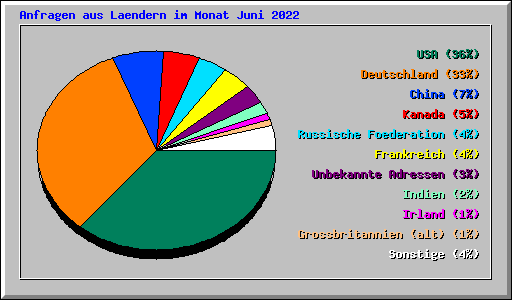 Anfragen aus Laendern im Monat Juni 2022
USA (36%)
Deutschland (33%)
China (7%)
Kanada (5%)
Russische Foederation (4%)
Frankreich (4%)
Unbekannte Adressen (3%)
Indien (2%)
Irland (1%)
Grossbritannien (alt) (1%)
Sonstige (4%)